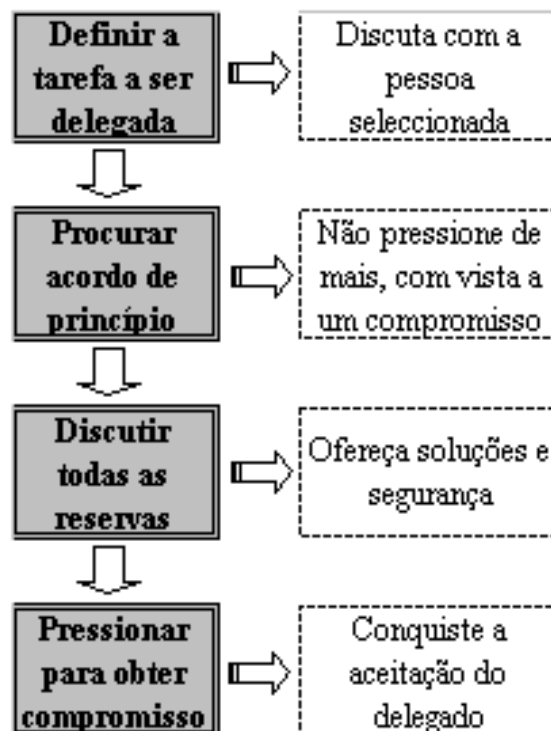 Definir a
tarefa a ser
delegada
Discuta com a
pessoa
seleccionada
Procurar
acordo de
princípio
Não pressione de
mais, com vista a
um compromisso
Discutir
todas as
reservas
Ofereça soluções e
segurança
Pressionar
para obter
compromisso
Conquiste a
aceitação do
delegado